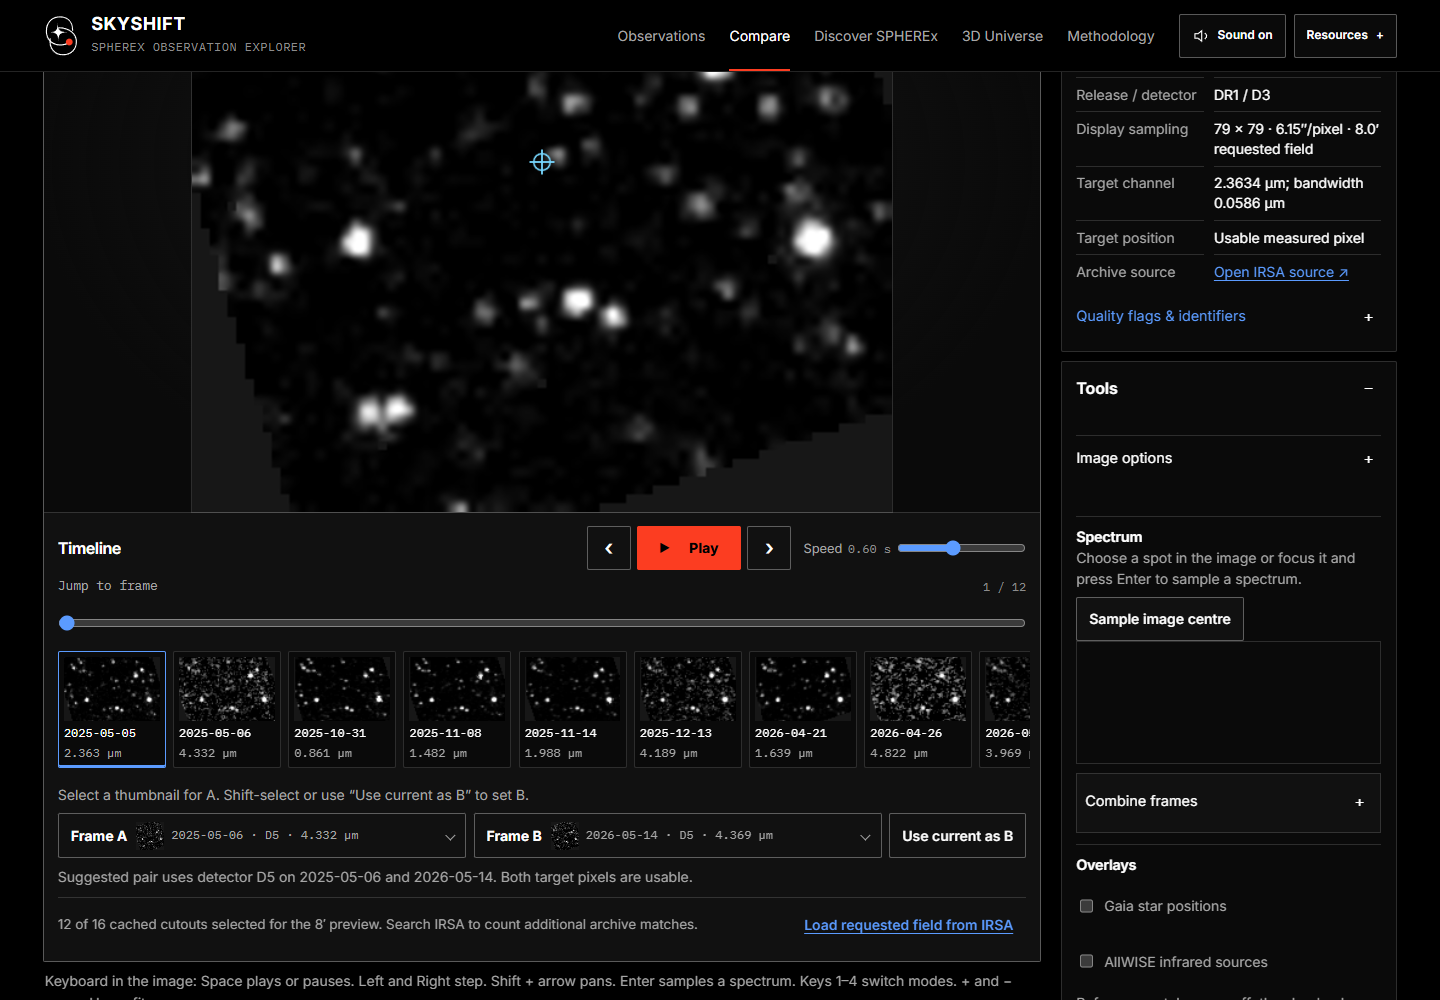 SKYSHIFT
SPHEREX OBSERVATION EXPLORER
Observations
Compare
Discover SPHEREx
3D Universe
Methodology
Sound on
Resources +
Release / detector
DR1 / D3
Display sampling
79 × 79 · 6.15″/pixel · 8.0′
requested field
Target channel
2.3634 µm; bandwidth
0.0586 µm
Target position
Usable measured pixel
Archive source
Open IRSA source ↗
Quality flags & identifiers +
Tools −
Image options +
Spectrum
Choose a spot in the image or focus it and
press Enter to sample a spectrum.
Sample image centre
Combine frames +
Overlays
Gaia star positions
AllWISE infrared sources
Timeline
‹
Play
›
Speed 0.60 s
Jump to frame
1 / 12
2025-05-05
2.363 µm
2025-05-06
4.332 µm
2025-10-31
0.861 µm
2025-11-08
1.482 µm
2025-11-14
1.988 µm
2025-12-13
4.189 µm
2026-04-21
1.639 µm
2026-04-26
4.822 µm
2026-0
3.969
Select a thumbnail for A. Shift-select or use “Use current as B” to set B.
Frame A 2025-05-06 · D5 · 4.332 µm
Frame B 2026-05-14 · D5 · 4.369 µm
Use current as B
Suggested pair uses detector D5 on 2025-05-06 and 2026-05-14. Both target pixels are usable.
12 of 16 cached cutouts selected for the 8′ preview. Search IRSA to count additional archive matches.
Load requested field from IRSA
Keyboard in the image: Space plays or pauses. Left and Right step. Shift + arrow pans. Enter samples a spectrum. Keys 1–4 switch modes. + and −